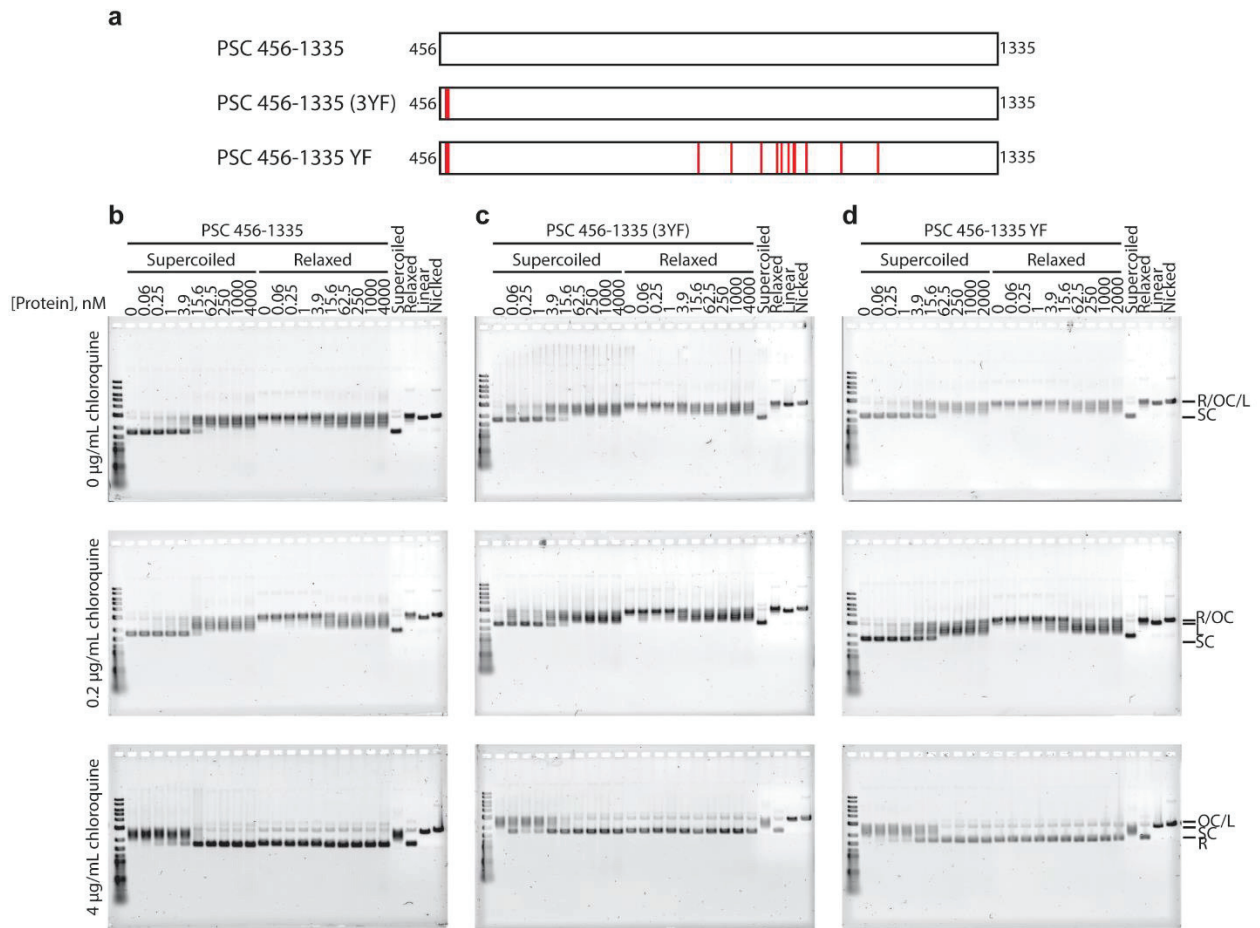 a
PSC 456-1335
456
1335
PSC 456-1335 (3YF)
456
1335
PSC 456-1335 YF
456
1335
b
PSC 456-1335
Supercoiled
Relaxed
c
PSC 456-1335 (3YF)
Supercoiled
Relaxed
d
PSC 456-1335 YF
Supercoiled
Relaxed
[Protein], nM
0 0.06 0.25 1 3.9 15.6 62.5 250 1000 4000 0 0.06 0.25 1 3.9 15.6 62.5 250 1000 4000 Supercoiled Relaxed Linear Nicked
0 0.06 0.25 1 3.9 15.6 62.5 250 1000 4000 0 0.06 0.25 1 3.9 15.6 62.5 250 1000 4000 Supercoiled Relaxed Linear Nicked
0 0.06 0.25 1 3.9 15.6 62.5 250 1000 2000 0 0.06 0.25 1 3.9 15.6 62.5 250 1000 2000 Supercoiled Relaxed Linear Nicked
0 µg/mL chloroquine
R/OC/L
SC
0.2 µg/mL chloroquine
R/OC
SC
4 µg/mL chloroquine
OC/L
SC
R